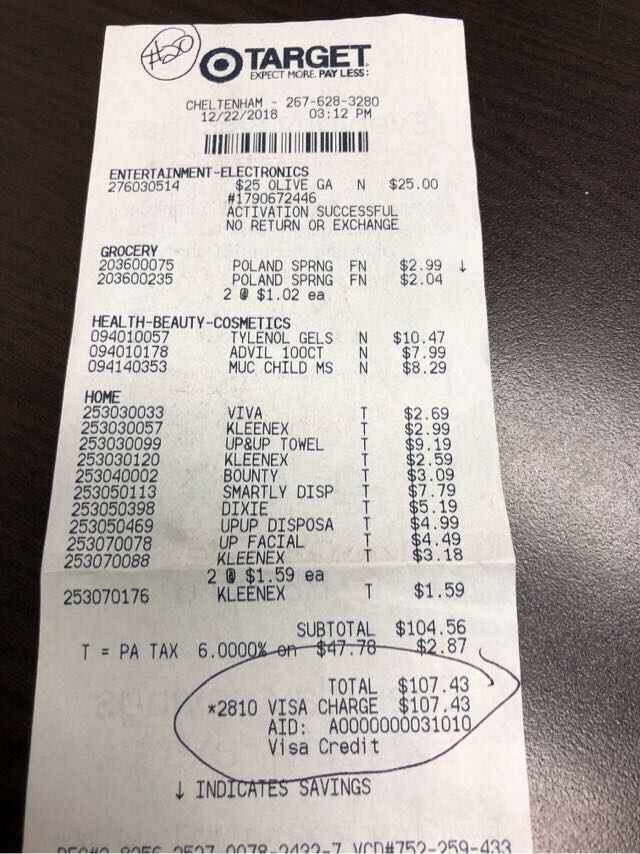 #20
TARGET
EXPECT MORE. PAY LESS:
CHELTENHAM - 267-628-3280
12/22/2018 03:12 PM
ENTERTAINMENT-ELECTRONICS
276030514 $25 OLIVE GA N $25.00
#1790672446
ACTIVATION SUCCESSFUL
NO RETURN OR EXCHANGE
GROCERY
203600075 POLAND SPRNG FN $2.99 ↓
203600235 POLAND SPRNG FN $2.04
2 @ $1.02 ea
HEALTH-BEAUTY-COSMETICS
094010057 TYLENOL GELS N $10.47
094010178 ADVIL 100CT N $7.99
094140353 MUC CHILD MS N $8.29
HOME
253030033 VIVA T $2.69
253030057 KLEENEX T $2.99
253030099 UP&UP TOWEL T $9.19
253030120 KLEENEX T $2.59
253040002 BOUNTY T $3.09
253050113 SMARTLY DISP T $7.79
253050398 DIXIE T $5.19
253050469 UPUP DISPOSA T $4.99
253070078 UP FACIAL T $4.49
253070088 KLEENEX T $3.18
2 @ $1.59 ea
253070176 KLEENEX T $1.59
SUBTOTAL $104.56
T = PA TAX 6.0000% on $47.78 $2.87
TOTAL $107.43
*2810 VISA CHARGE $107.43
AID: A0000000031010
Visa Credit
↓ INDICATES SAVINGS
VCD#752-259-433